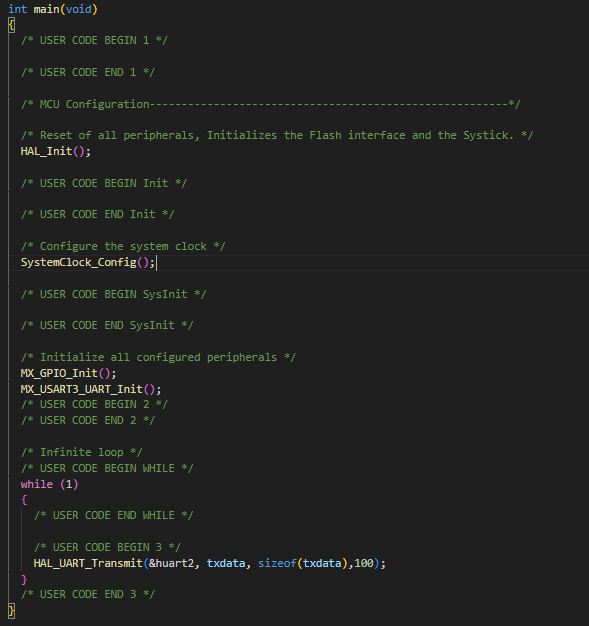 int main(void)
{
/* USER CODE BEGIN 1 */
/* USER CODE END 1 */
/* MCU Configuration--------------------------------------------------------*/
/* Reset of all peripherals, Initializes the Flash interface and the Systick. */
HAL_Init();
/* USER CODE BEGIN Init */
/* USER CODE END Init */
/* Configure the system clock */
SystemClock_Config();
/* USER CODE BEGIN SysInit */
/* USER CODE END SysInit */
/* Initialize all configured peripherals */
MX_GPIO_Init();
MX_USART3_UART_Init();
/* USER CODE BEGIN 2 */
/* USER CODE END 2 */
/* Infinite loop */
/* USER CODE BEGIN WHILE */
while (1)
{
/* USER CODE END WHILE */
/* USER CODE BEGIN 3 */
HAL_UART_Transmit(&huart2, txdata, sizeof(txdata),100);
}
/* USER CODE END 3 */
}